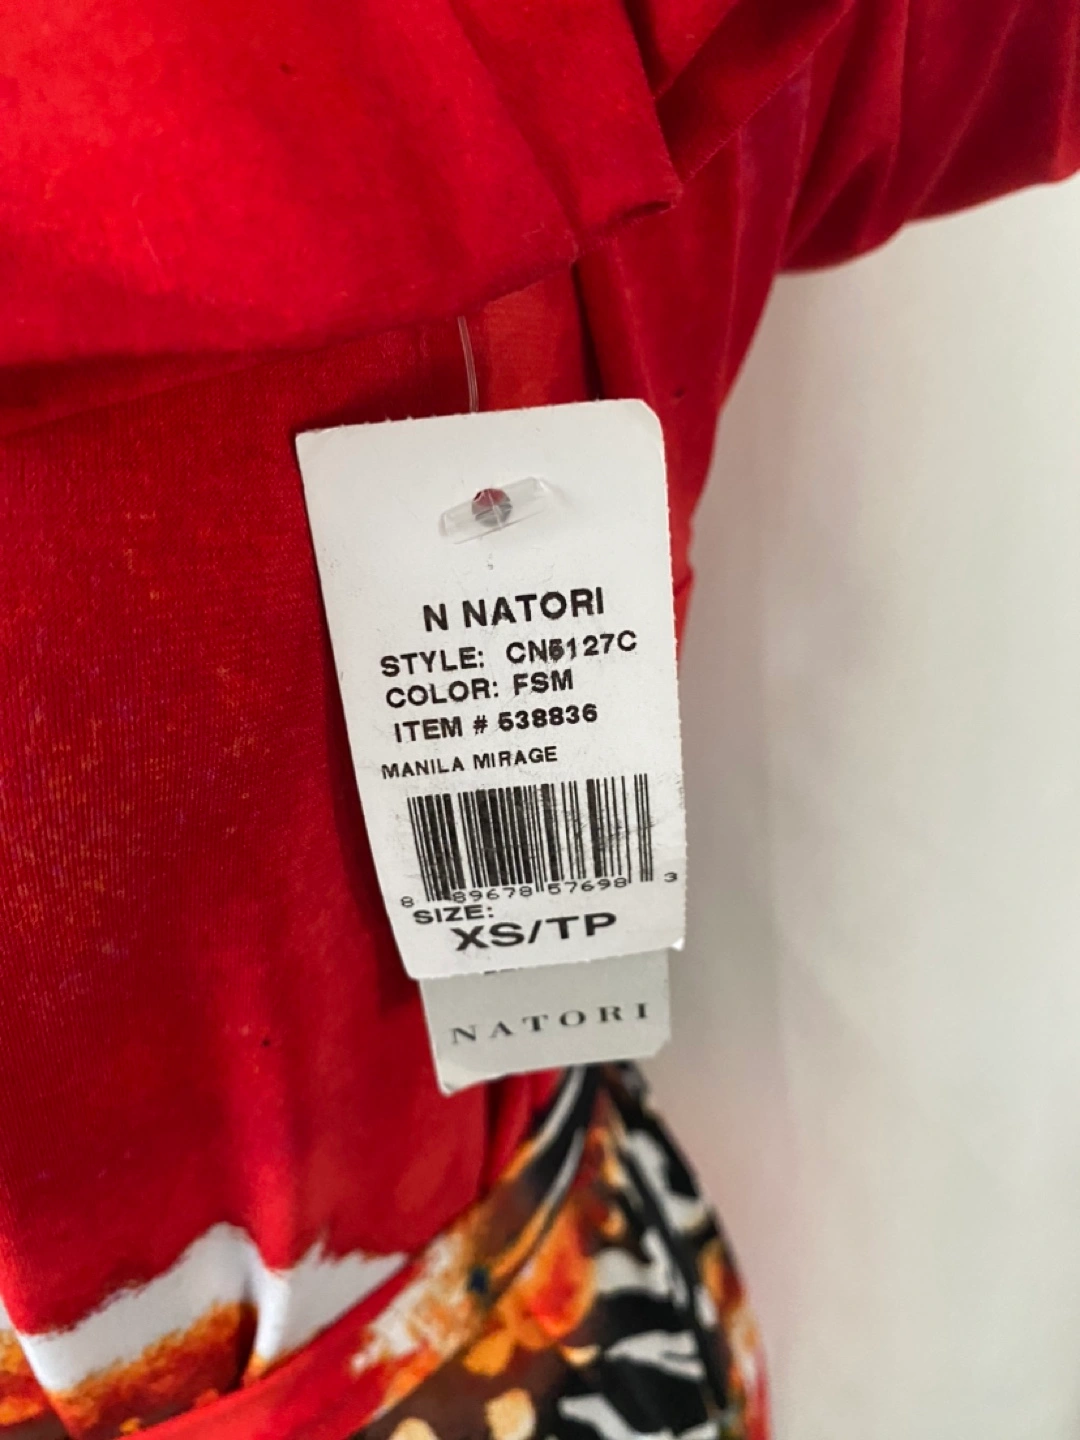 N NATORI
STYLE: CN5127C
COLOR: FSM
ITEM # 538836
MANILA MIRAGE
8 89678 57698 3
SIZE:
XS/TP
NATORI